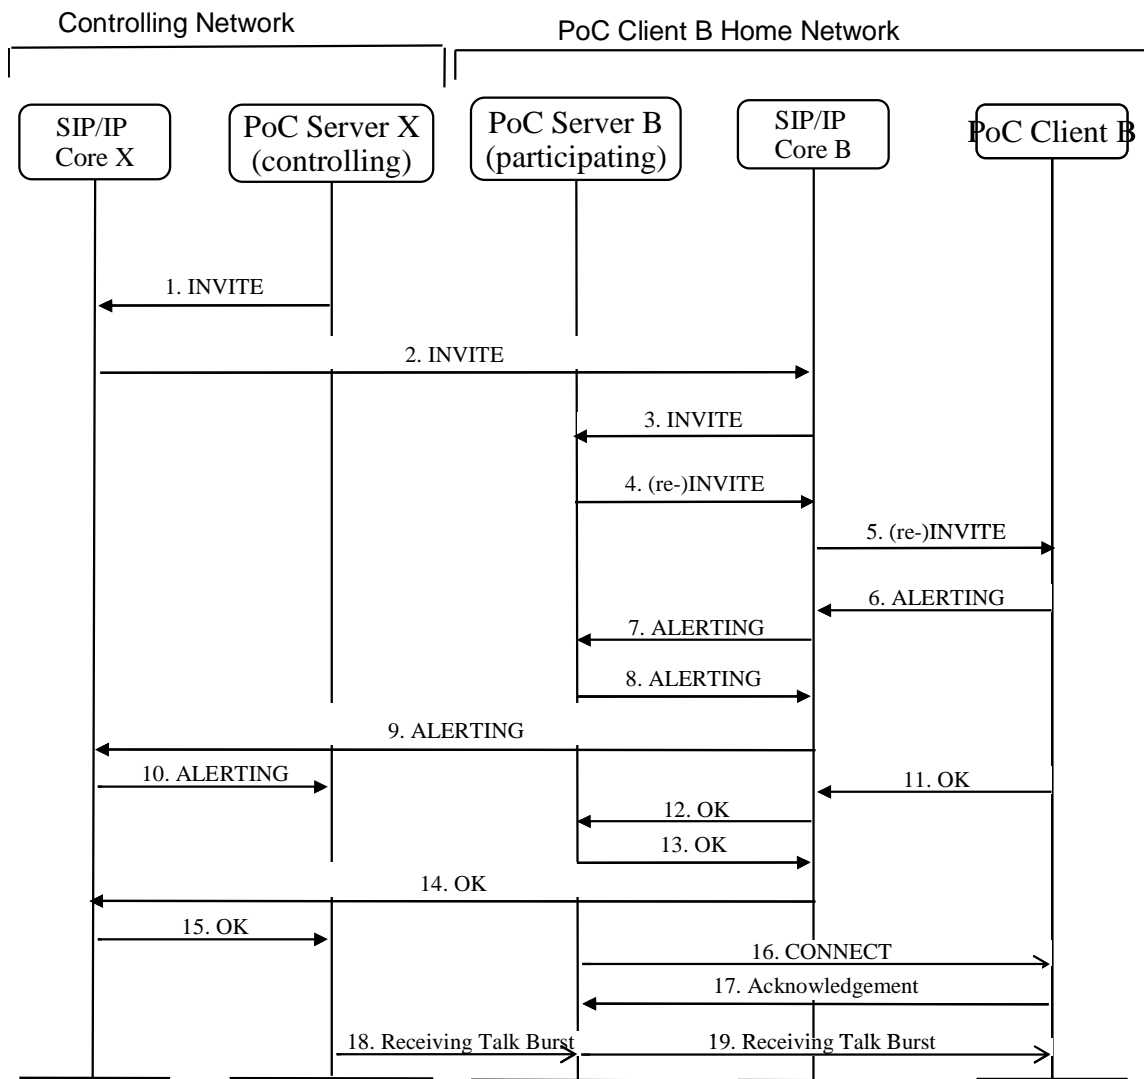 Controlling Network
PoC Client B Home Network
SIP/IP
Core X
PoC Server X
(controlling)
PoC Server B
(participating)
SIP/IP
Core B
PoC Client B
1. INVITE
2. INVITE
3. INVITE
4. (re-)INVITE
5. (re-)INVITE
6. ALERTING
7. ALERTING
8. ALERTING
9. ALERTING
10. ALERTING
11. OK
12. OK
13. OK
14. OK
15. OK
16. CONNECT
17. Acknowledgement
18. Receiving Talk Burst
19. Receiving Talk Burst